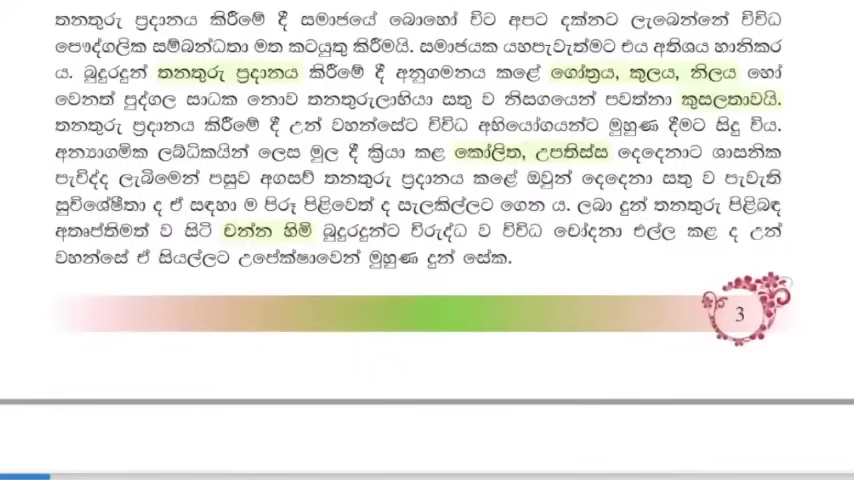 තනතුරු ප්‍රදානය කිරීමේ දී සමාජයේ බොහෝ විට අපට දක්නට ලැබෙන්නේ විවිධ
පෞද්ගලික සම්බන්ධතා මත කටයුතු කිරීමයි. සමාජයක යහපැවැත්මට එය අතිශය හානිකර
ය. බුදුරදුන් තනතුරු ප්‍රදානය කිරීමේ දී අනුගමනය කළේ ගෝත්‍රය, කුලය, නිලය හෝ
වෙනත් පුද්ගල සාධක නොව තනතුරුලාභියා සතු ව නිසගයෙන් පවත්නා කුසලතාවයි.
තනතුරු ප්‍රදානය කිරීමේ දී උන් වහන්සේට විවිධ අභියෝගයන්ට මුහුණ දීමට සිදු විය.
අන්‍යාගමික ලබ්ධිකයින් ලෙස මුල දී ක්‍රියා කළ කෝලිත, උපතිස්ස දෙදෙනාට ශාසනික
පැවිද්ද ලැබීමෙන් පසුව අගසව් තනතුරු ප්‍රදානය කළේ ඔවුන් දෙදෙනා සතු ව පැවැති
සුවිශේෂීතා ද ඒ සඳහා ම පිරූ පිළිවෙත් ද සැලකිල්ලට ගෙන ය. ලබා දුන් තනතුරු පිළිබඳ
අතෘප්තිමත් ව සිටි චන්න හිමි බුදුරදුන්ට විරුද්ධ ව විවිධ චෝදනා එල්ල කළ ද උන්
වහන්සේ ඒ සියල්ලට උපේක්ෂාවෙන් මුහුණ දුන් සේක.
3